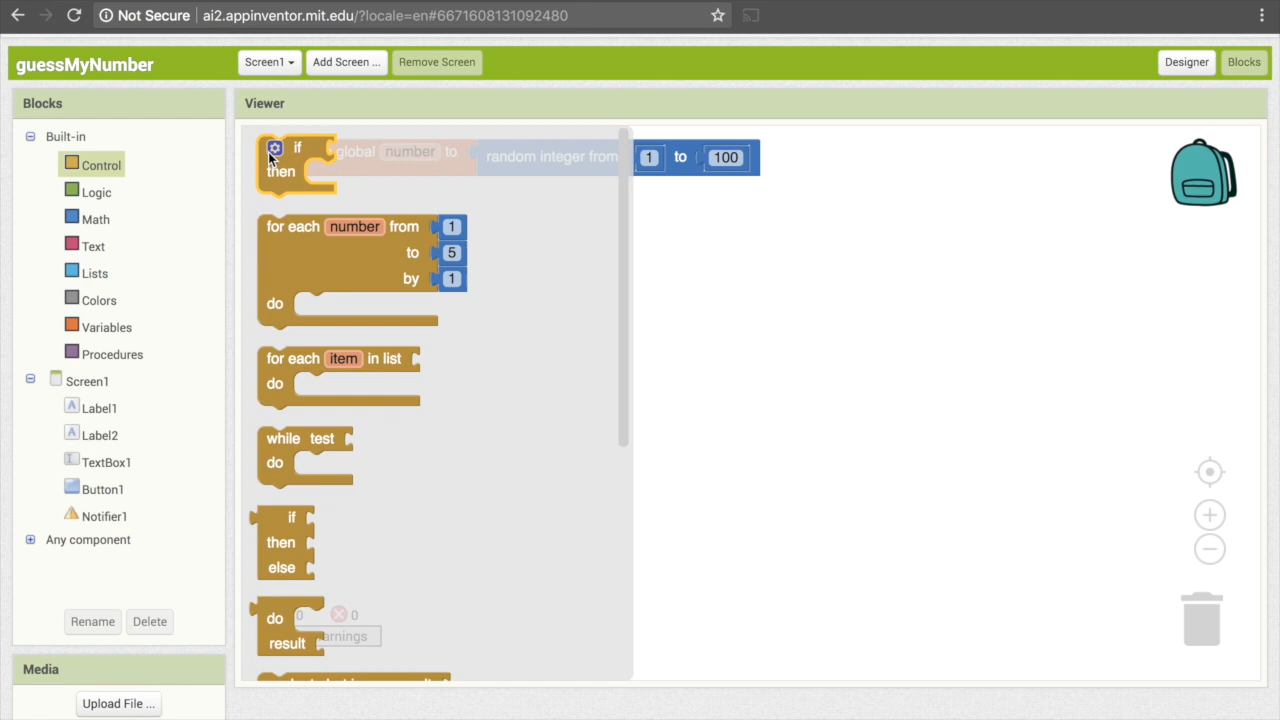 Not Secure | ai2.appinventor.mit.edu/?locale=en#6671608131092480
guessMyNumber
Screen1
Add Screen ...
Remove Screen
Designer
Blocks
Blocks
Built-in
Control
Logic
Math
Text
Lists
Colors
Variables
Procedures
Screen1
Label1
Label2
TextBox1
Button1
Notifier1
Any component
Rename
Delete
Media
Upload File ...
Viewer
global number to random integer from 1 to 100
if
then
for each number from 1
to 5
by 1
do
for each item in list
do
while test
do
if
then
else
do
result
0 0
arnings